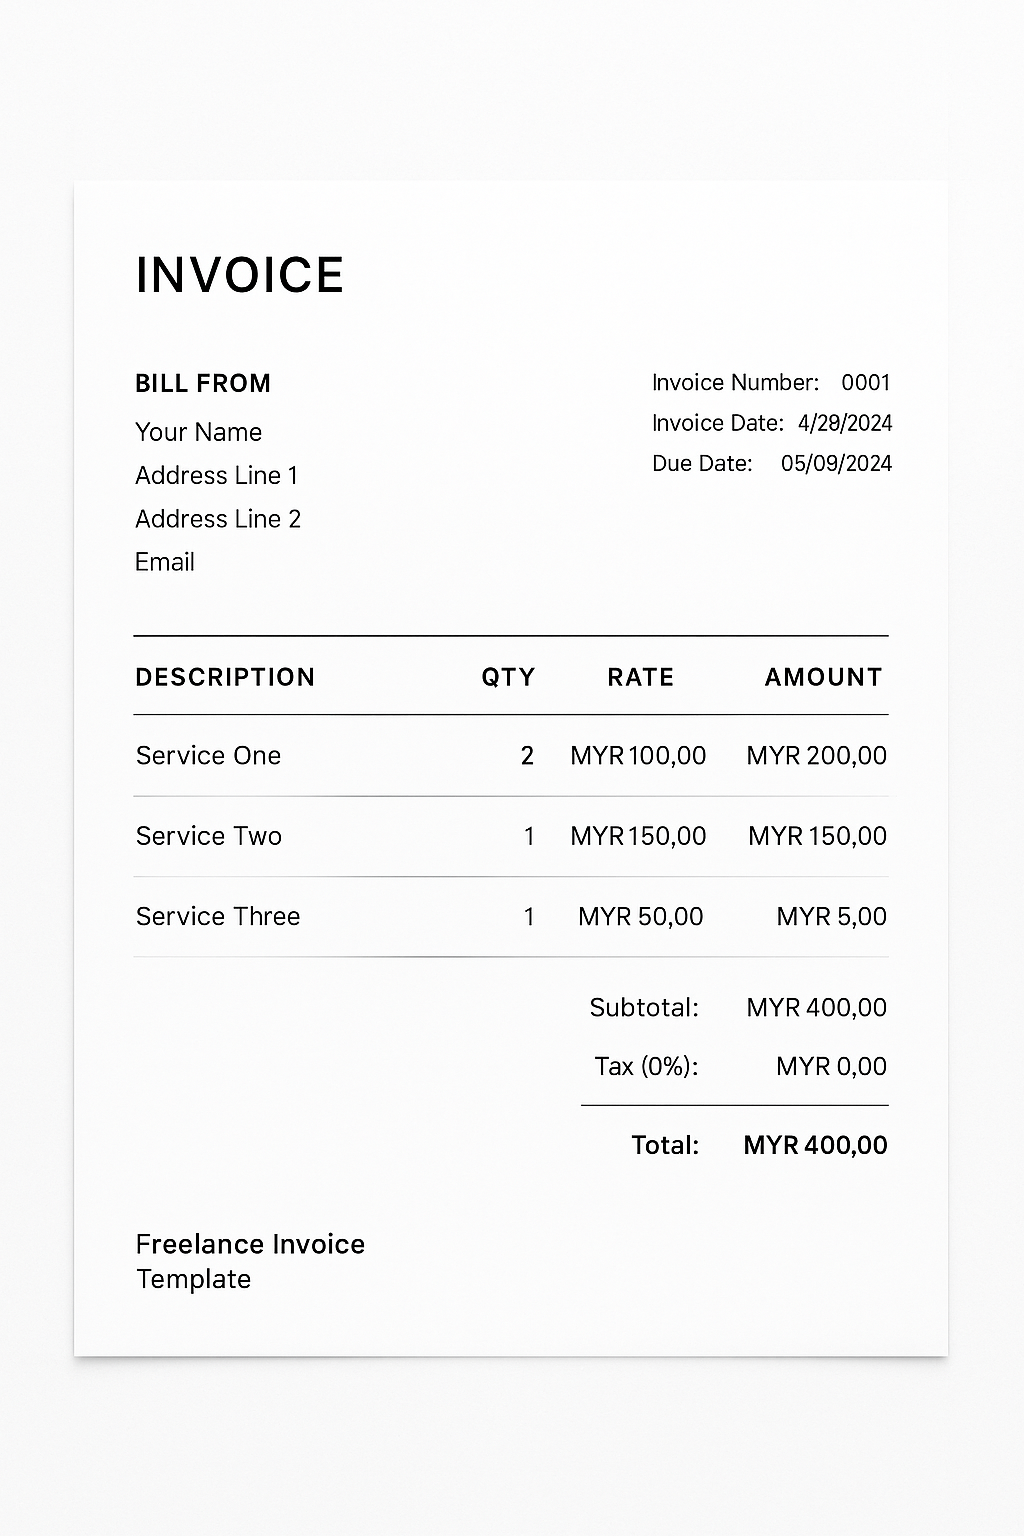 INVOICE
BILL FROM
Your Name
Address Line 1
Address Line 2
Email
Invoice Number: 0001
Invoice Date:
Due Date: 05/09/2024
DESCRIPTION QTY RATE AMOUNT
Service One 2 MYR 100,00 MYR 200,00
Service Two 1 MYR 150,00 MYR 150,00
Service Three 1 MYR 50,00 MYR 5,00
Subtotal: MYR 400,00
Tax (0%): MYR 0,00
Total: MYR 400,00
Freelance Invoice
Template